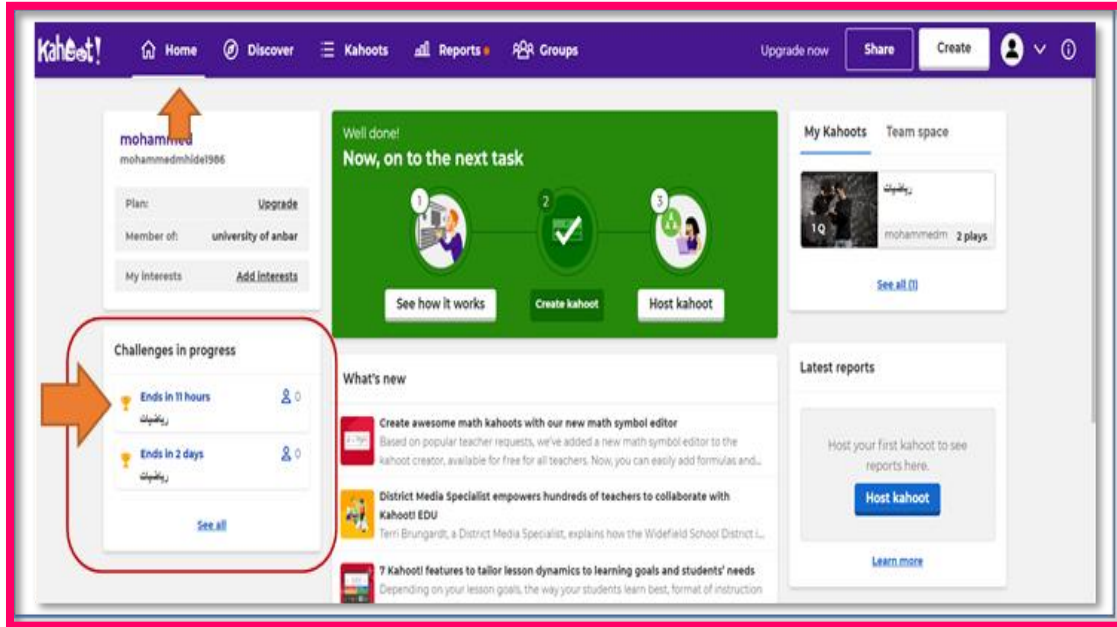 Kahoot!
Home
Discover
Kahoots
Reports
Groups
Upgrade now
Share
Create
mohammed
mohammedmhide1986
Plan: Upgrade
Member of: university of anbar
My interests Add interests
Challenges in progress
Ends in 11 hours 0
رياضيات
Ends in 2 days 0
رياضيات
See all
Well done!
Now, on to the next task
1
2
3
See how it works
Create kahoot
Host kahoot
What's new
Create awesome math kahoots with our new math symbol editor
Based on popular teacher requests, we've added a new math symbol editor to the
kahoot creator, available for free for all teachers. Now, you can easily add formulas and...
District Media Specialist empowers hundreds of teachers to collaborate with
Kahoot! EDU
Terri Brungardt, a District Media Specialist, explains how the Widefield School District i...
7 Kahoot! features to tailor lesson dynamics to learning goals and students' needs
Depending on your lesson goals, the way your students learn best, format of instruction
My Kahoots
Team space
رياضيات
1Q
mohammedm 2 plays
See all (1)
Latest reports
Host your first kahoot to see
reports here.
Host kahoot
Learn more